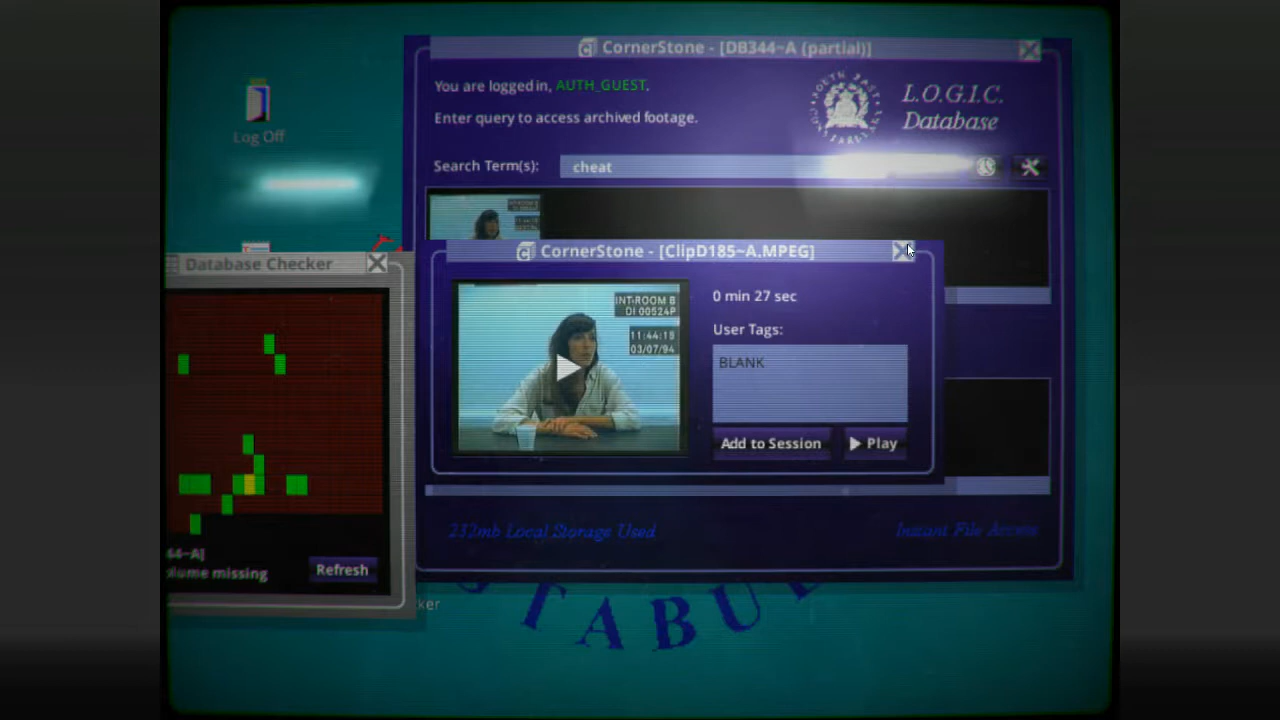 CornerStone - [DB344~A (partial)]
You are logged in, AUTH_GUEST.
Enter query to access archived footage.
L.O.G.I.C.
Database
Log Off
Search Term(s):
cheat
Database Checker
CornerStone - [ClipD185~A.MPEG]
INT-ROOM B
DI 00524P
11:44:18
03/07/94
0 min 27 sec
User Tags:
BLANK
Add to Session
Play
44~A]
missing
Refresh
232mb Local Storage Used
Instant File Access
TABU